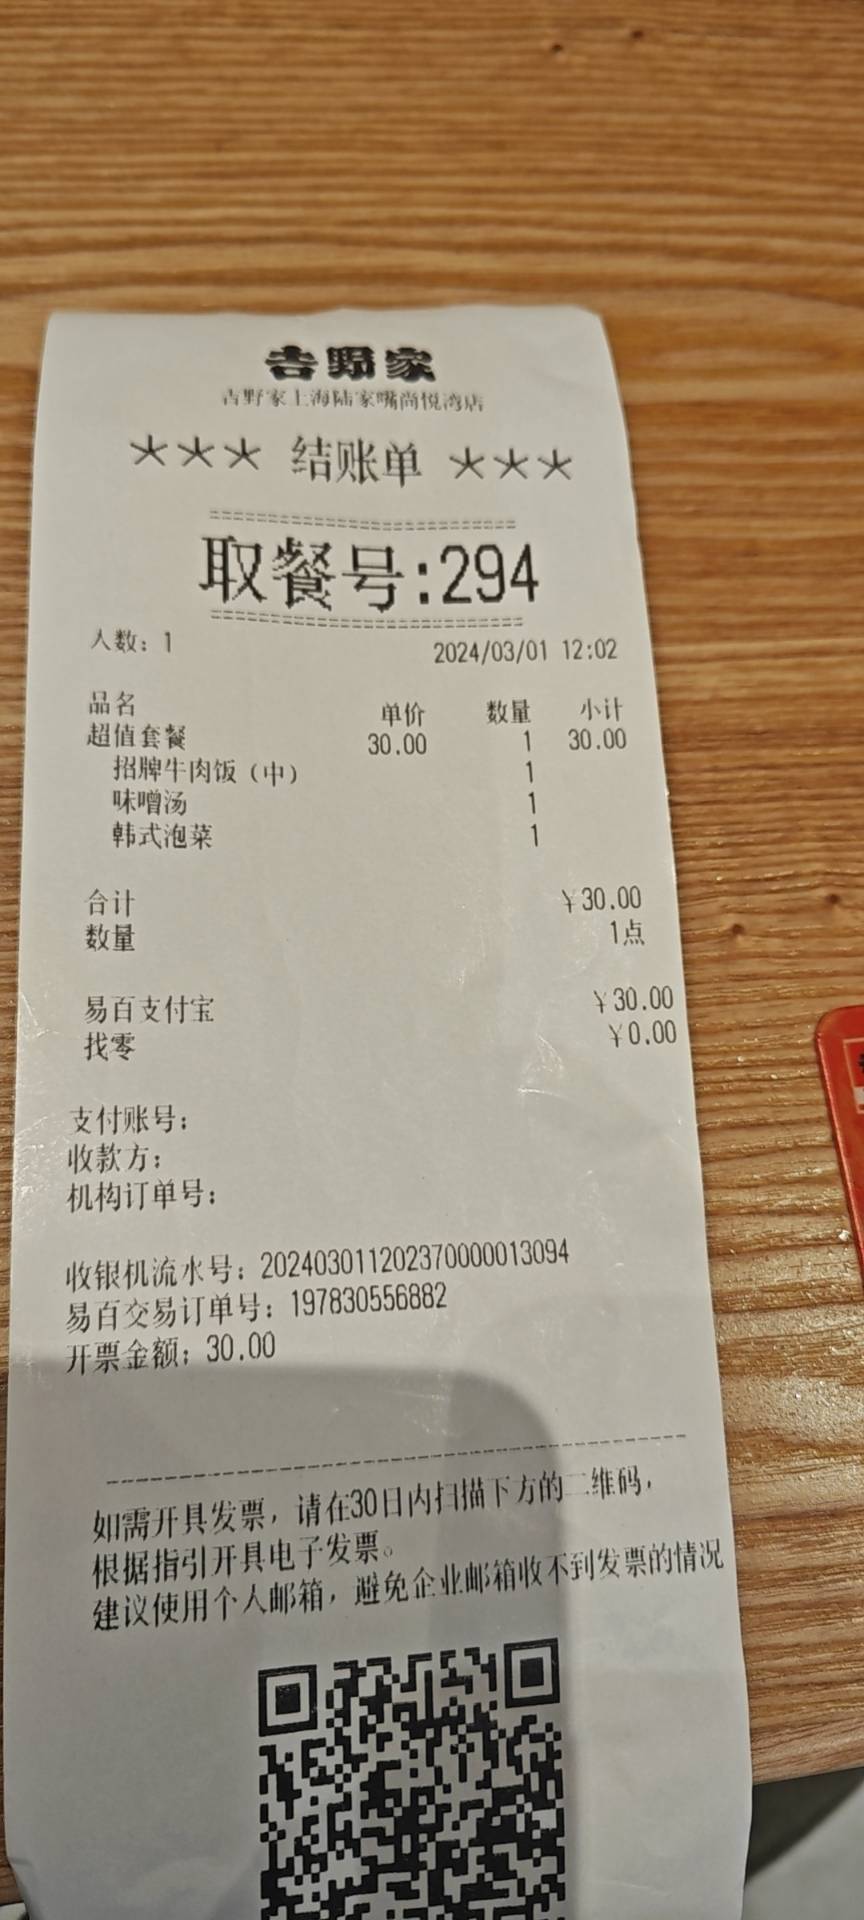 吉野家
吉野家上海陆家嘴尚悦湾店
*** 结账单 ***
取餐号:294
人数：1 2024/03/01 12:02
品名 单价 数量 小计
超值套餐 30.00 1 30.00
招牌牛肉饭（中） 1
味噌汤 1
韩式泡菜 1
合计 ￥30.00
数量 1点
易百支付宝 ￥30.00
找零 ￥0.00
支付账号：
收款方：
机构订单号：
收银机流水号：2024030112023700000​13094
易百交易订单号：197830556882
开票金额：30.00
如需开具发票，请在30日内扫描下方的二维码，
根据指引开具电子发票。
建议使用个人邮箱，避免企业邮箱收不到发票的情况